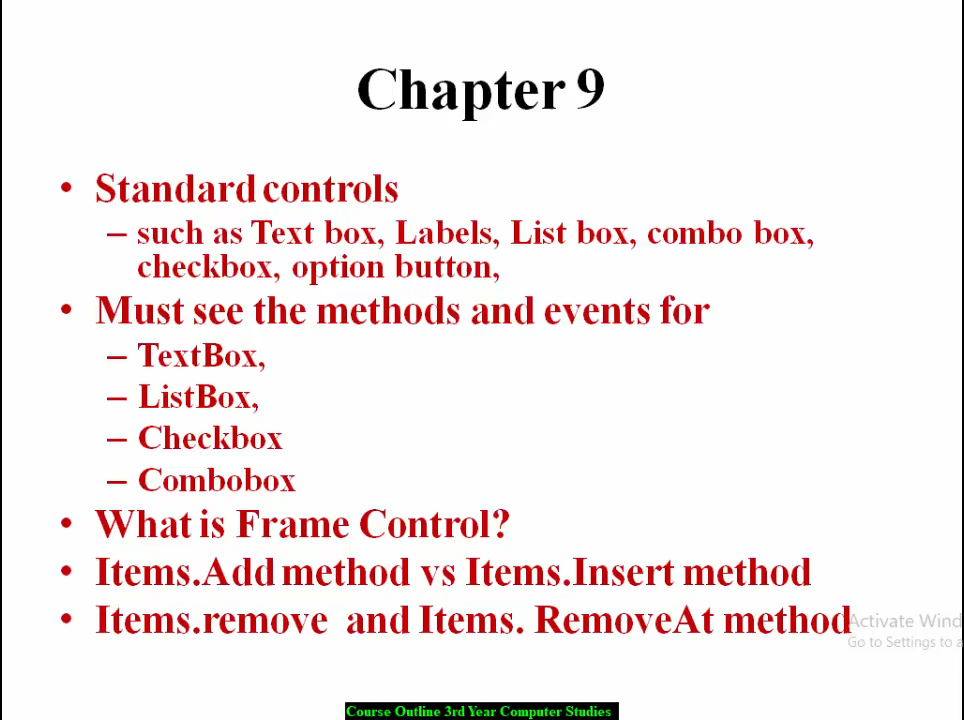 Chapter 9
• Standard controls
– such as Text box, Labels, List box, combo box,
checkbox, option button,
• Must see the methods and events for
– TextBox,
– ListBox,
– Checkbox
– Combobox
• What is Frame Control?
• Items.Add method vs Items.Insert method
• Items.remove and Items. RemoveAt method
Activate Wind
Go to Settings to a
Course Outline 3rd Year Computer Studies